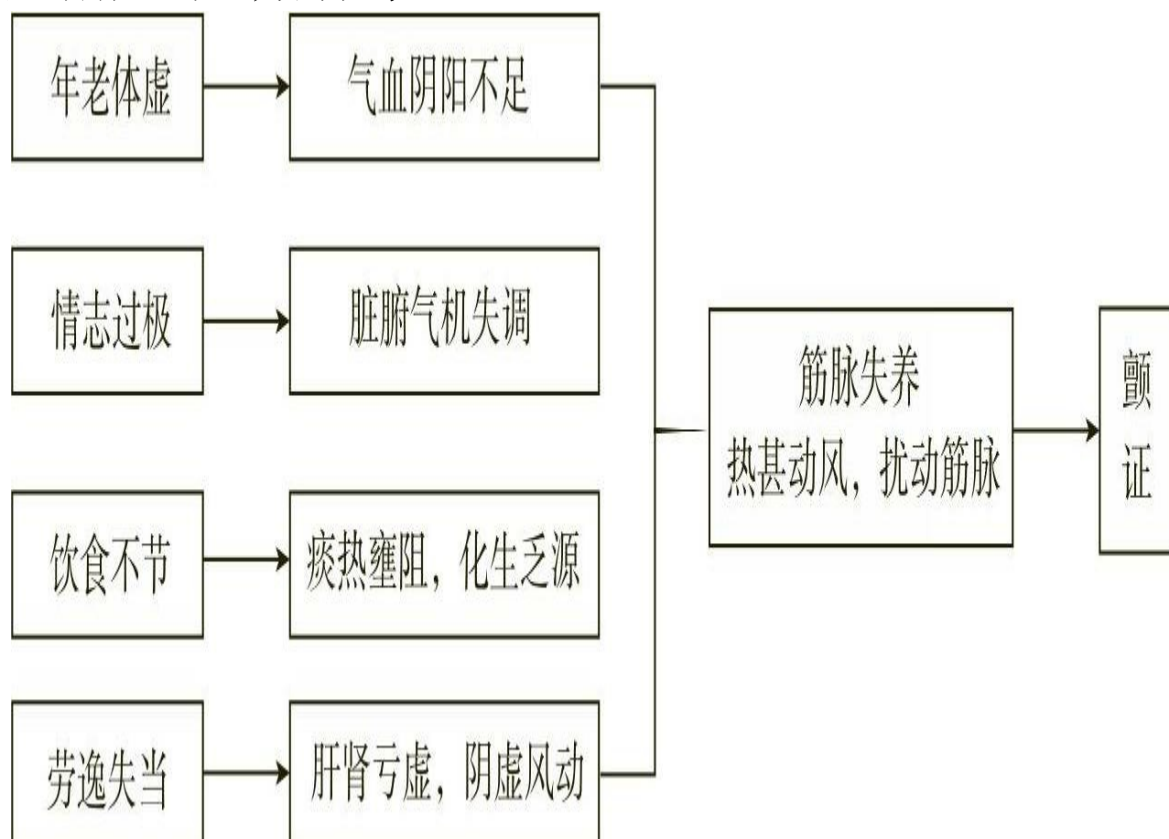 年老体虚
气血阴阳不足
情志过极
脏腑气机失调
饮食不节
痰热壅阻，化生乏源
劳逸失当
肝肾亏虚，阴虚风动
筋脉失养
热甚动风，扰动筋脉
颤
证